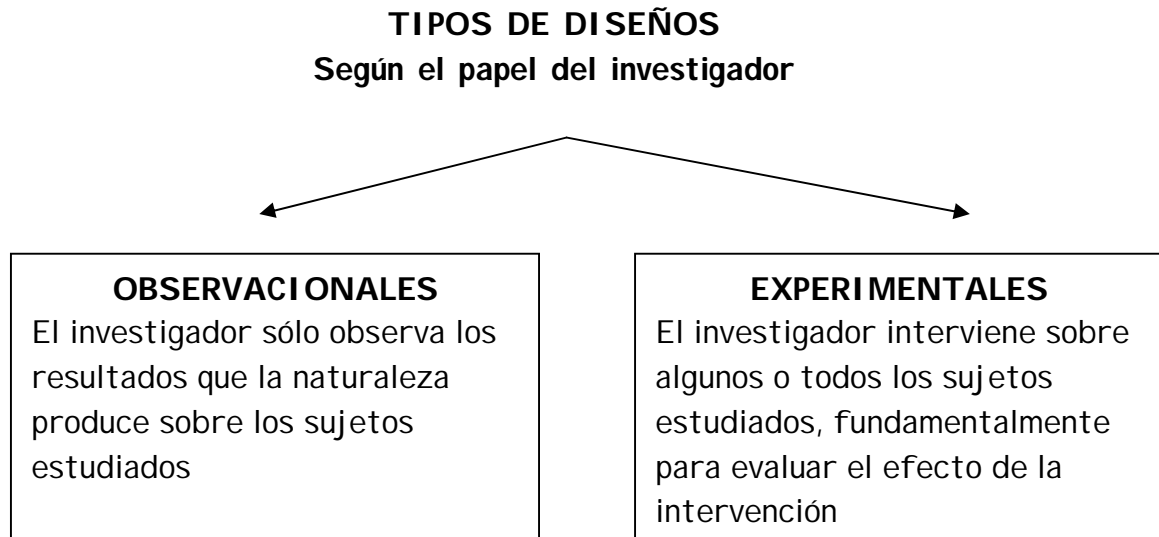 TIPOS DE DISEÑOS
Según el papel del investigador
OBSERVACIONALES
El investigador sólo observa los
resultados que la naturaleza
produce sobre los sujetos
estudiados
EXPERIMENTALES
El investigador interviene sobre
algunos o todos los sujetos
estudiados, fundamentalmente
para evaluar el efecto de la
intervención